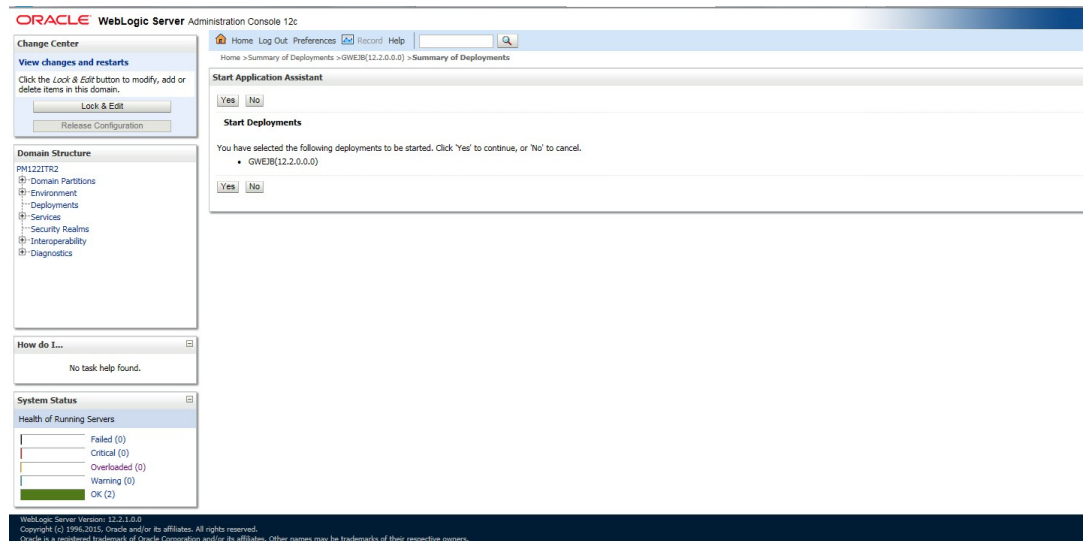 ORACLE WebLogic Server Administration Console 12c
Change Center
View changes and restarts
Click the Lock & Edit button to modify, add or
delete items in this domain.
Lock & Edit
Release Configuration
Domain Structure
PM122ITR2
Domain Partitions
Environment
Deployments
Services
Security Realms
Interoperability
Diagnostics
How do I...
No task help found.
System Status
Health of Running Servers
Failed (0)
Critical (0)
Overloaded (0)
Warning (0)
OK (2)
Home Log Out Preferences Record Help
Home >Summary of Deployments >GWEJB(12.2.0.0.0) >Summary of Deployments
Start Application Assistant
Yes No
Start Deployments
You have selected the following deployments to be started. Click 'Yes' to continue, or 'No' to cancel.
• GWEJB(12.2.0.0.0)
Yes No
WebLogic Server Version: 12.2.1.0.0
Copyright (c) 1996,2015, Oracle and/or its affiliates. All rights reserved.
Oracle is a registered trademark of Oracle Corporation and/or its affiliates. Other names may be trademarks of their respective owners.